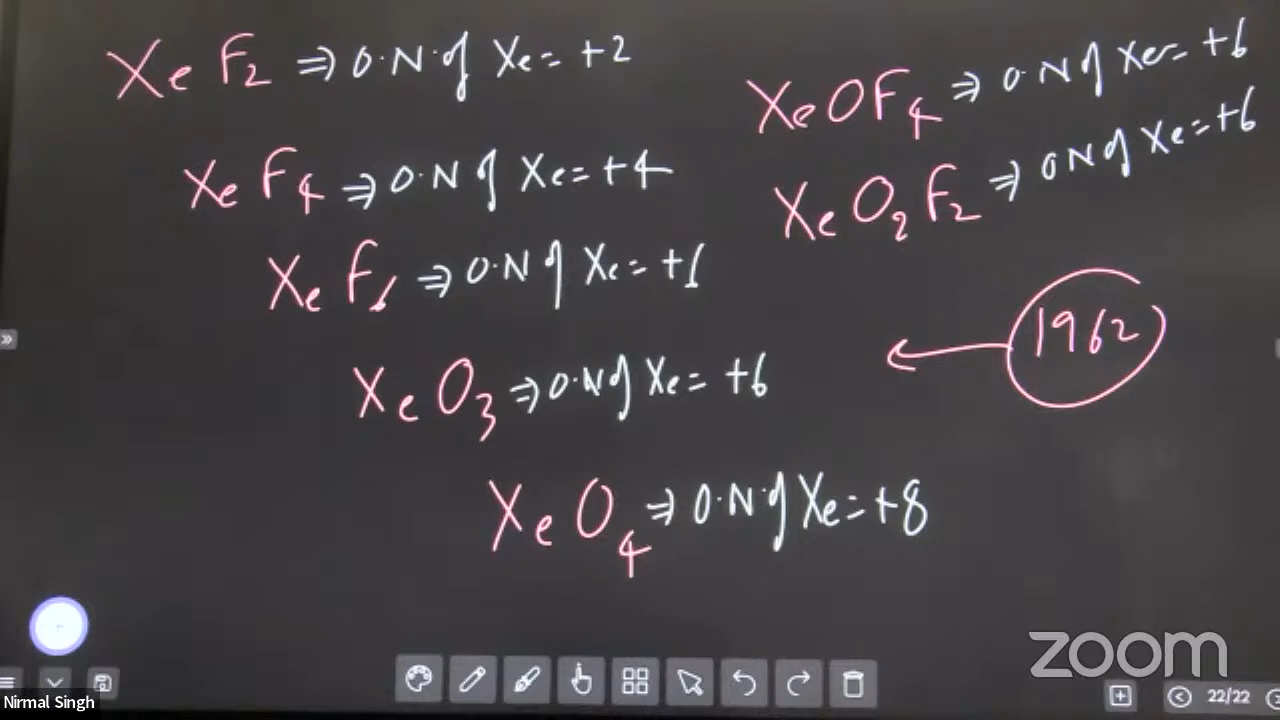 XeF2 ⇒ O.N. of Xe = +2
XeF4 ⇒ O.N of Xe = +4
XeF6 ⇒ O.N of Xe = +6
XeO3 ⇒ O.N of Xe = +6
XeO4 ⇒ O.N. of Xe = +8
XeOF4 ⇒ O.N of Xe = +6
XeO2F2 ⇒ ON of Xe = +6
1962
zoom
Nirmal Singh
22/22